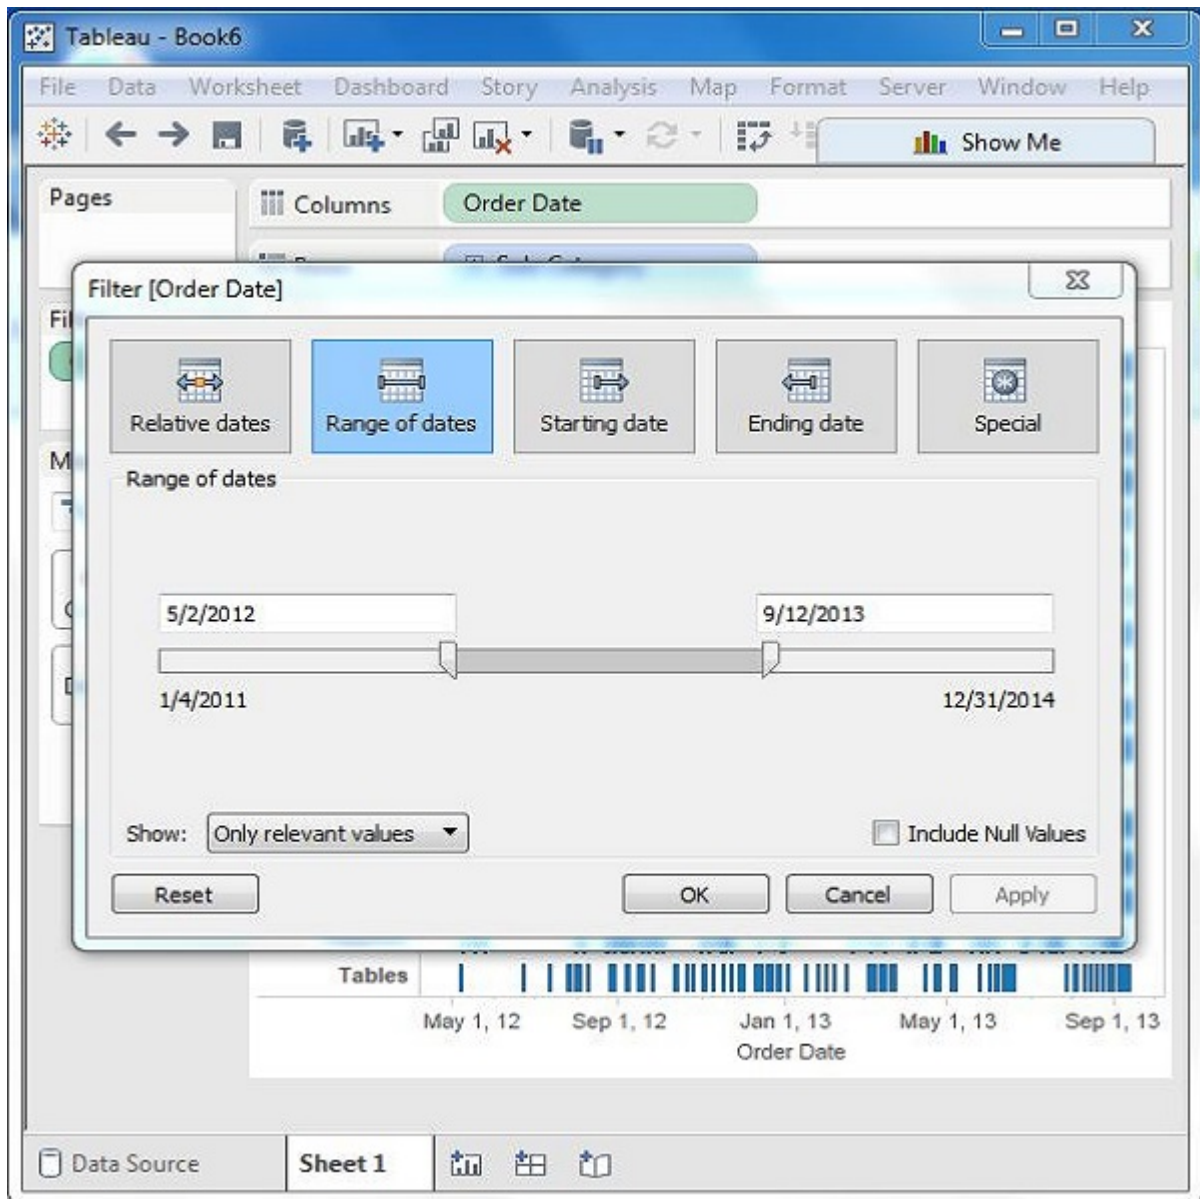 Tableau - Book6
File Data Worksheet Dashboard Story Analysis Map Format Server Window Help
Show Me
Pages
Columns Order Date
Filter [Order Date]
Fil
Relative dates Range of dates Starting date Ending date Special
M
Range of dates
5/2/2012 9/12/2013
1/4/2011 12/31/2014
Show: Only relevant values Include Null Values
Reset OK Cancel Apply
Tables
May 1, 12 Sep 1, 12 Jan 1, 13 May 1, 13 Sep 1, 13
Order Date
Data Source Sheet 1